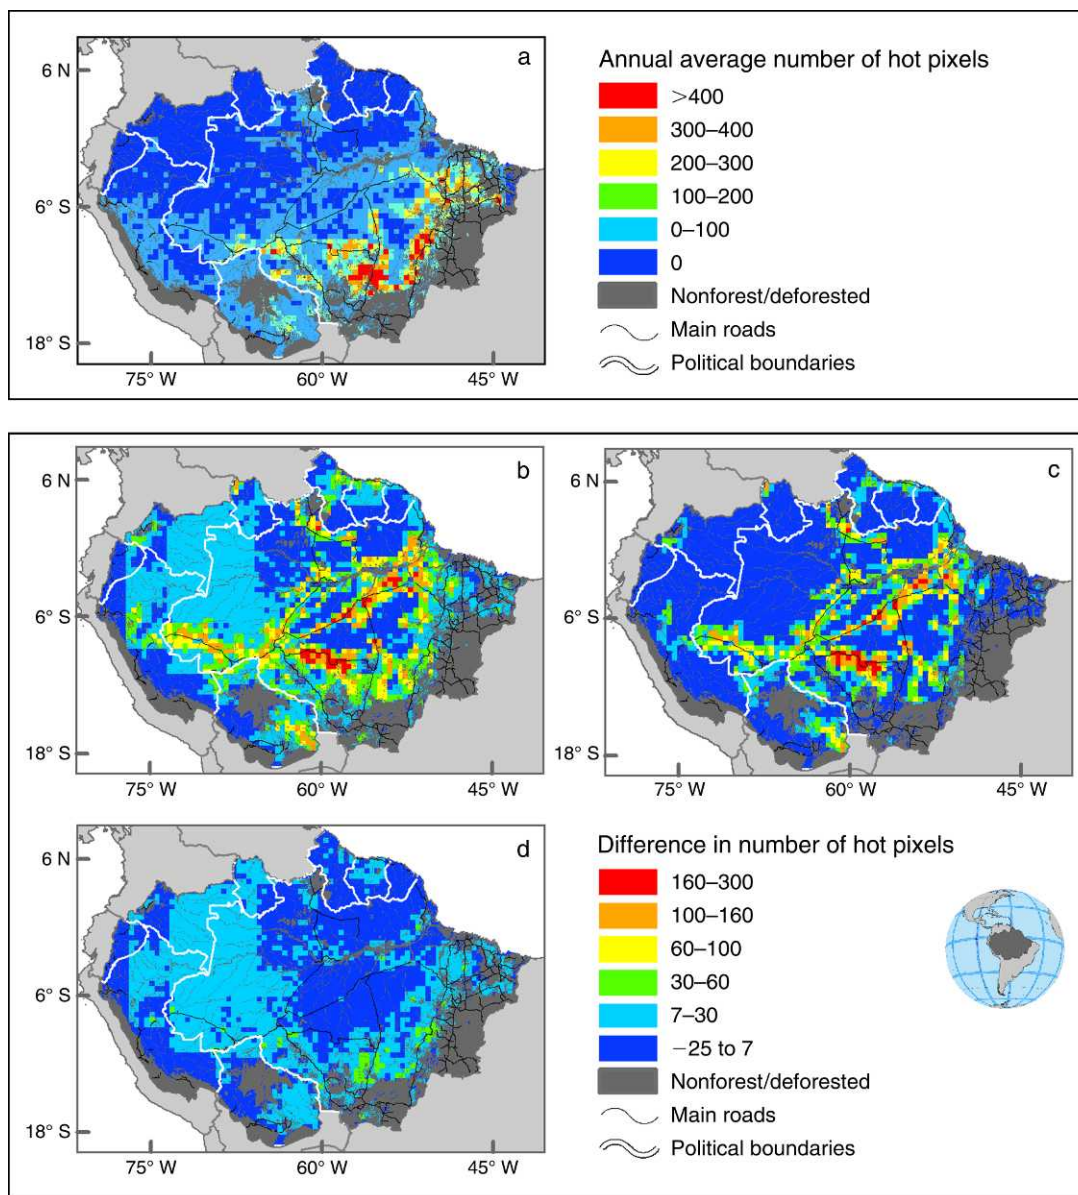 a
6 N
6° S
18° S
75° W 60° W 45° W
Annual average number of hot pixels
>400
300–400
200–300
100–200
0–100
0
Nonforest/deforested
Main roads
Political boundaries
b
6 N
6° S
18° S
75° W 60° W 45° W
c
6 N
6° S
18° S
75° W 60° W 45° W
d
6 N
6° S
18° S
75° W 60° W 45° W
Difference in number of hot pixels
160–300
100–160
60–100
30–60
7–30
−25 to 7
Nonforest/deforested
Main roads
Political boundaries